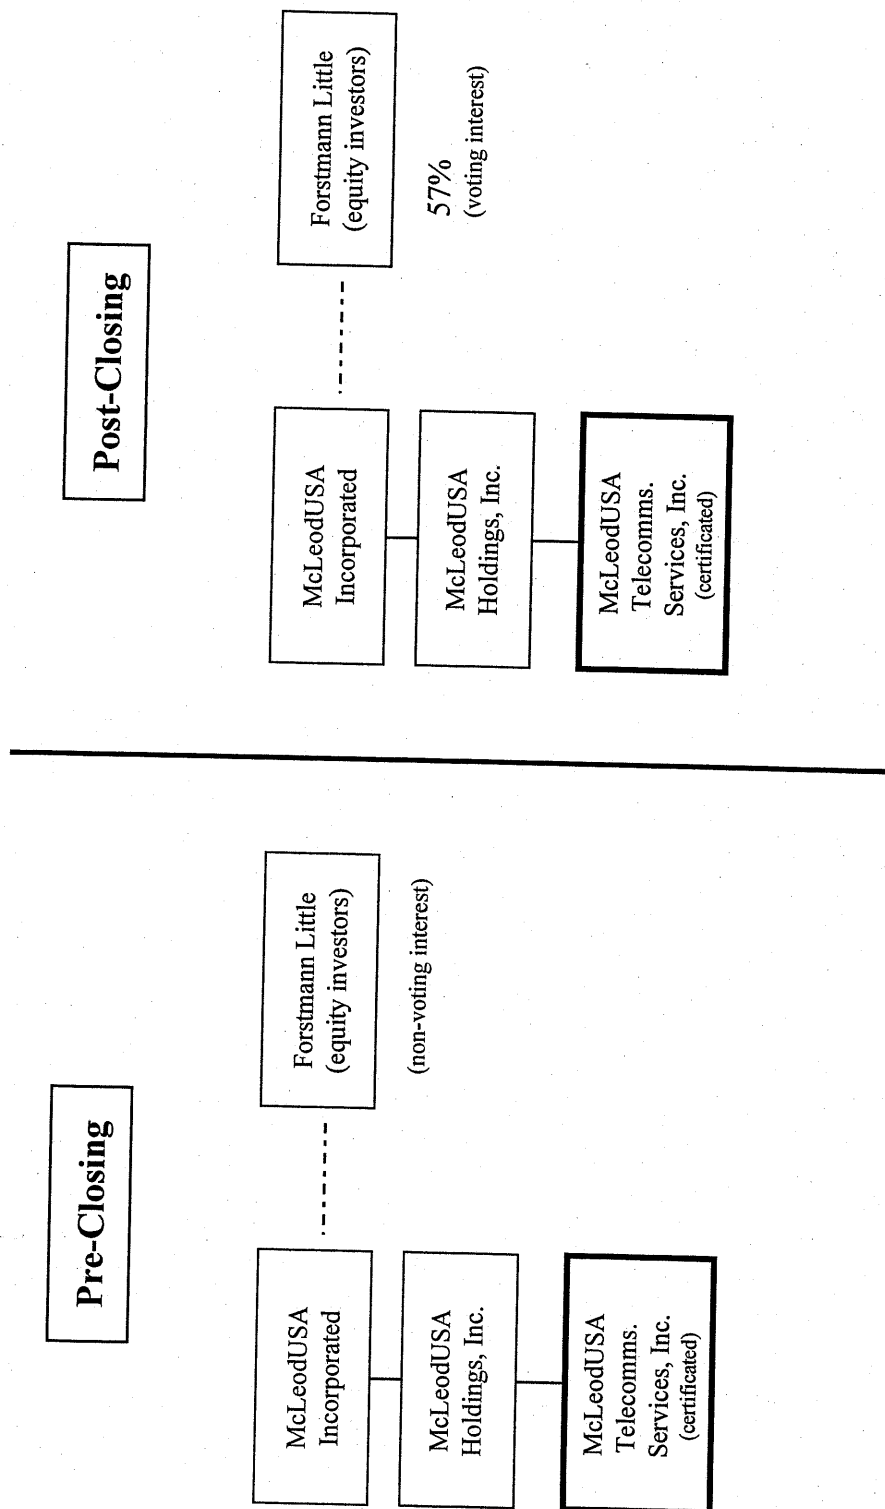 Pre-Closing
McLeodUSA
Incorporated
Forstmann Little
(equity investors)
(non-voting interest)
McLeodUSA
Holdings, Inc.
McLeodUSA
Telecomms.
Services, Inc.
(certificated)
Post-Closing
McLeodUSA
Incorporated
Forstmann Little
(equity investors)
57%
(voting interest)
McLeodUSA
Holdings, Inc.
McLeodUSA
Telecomms.
Services, Inc.
(certificated)